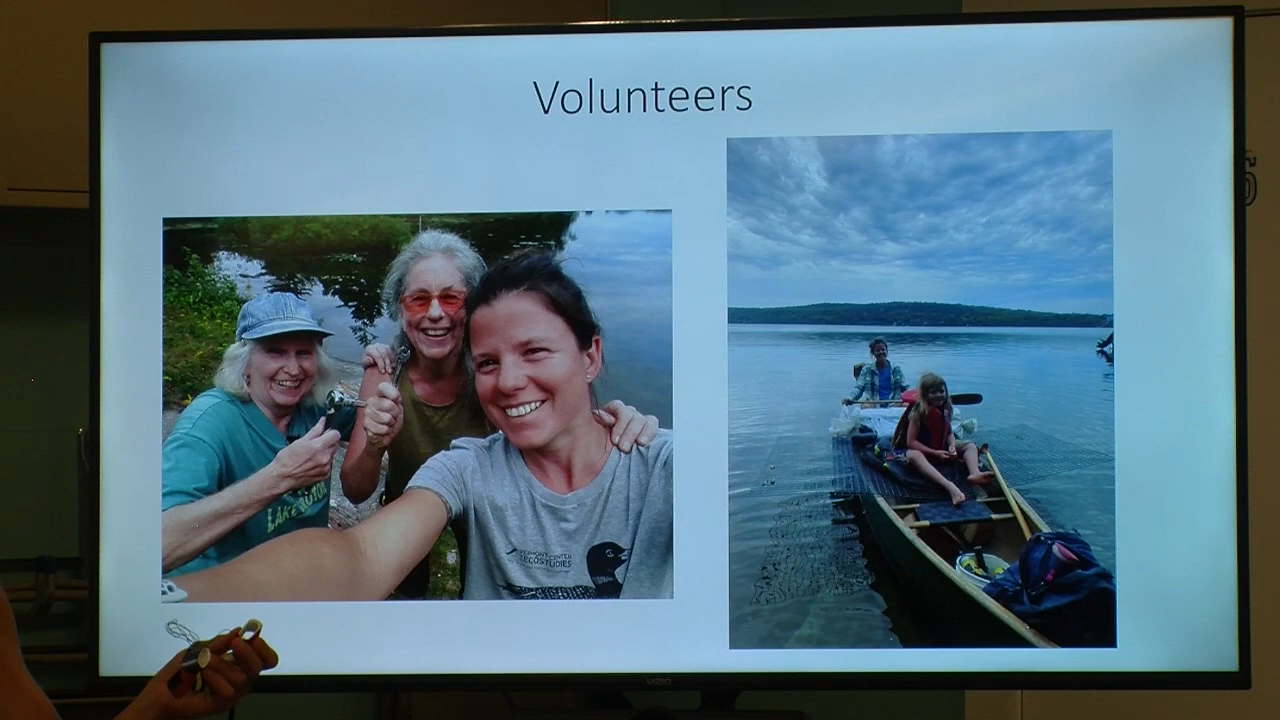 Volunteers
LAKE
VERMONT CENTER
ECOSTUDIES
VIZIO